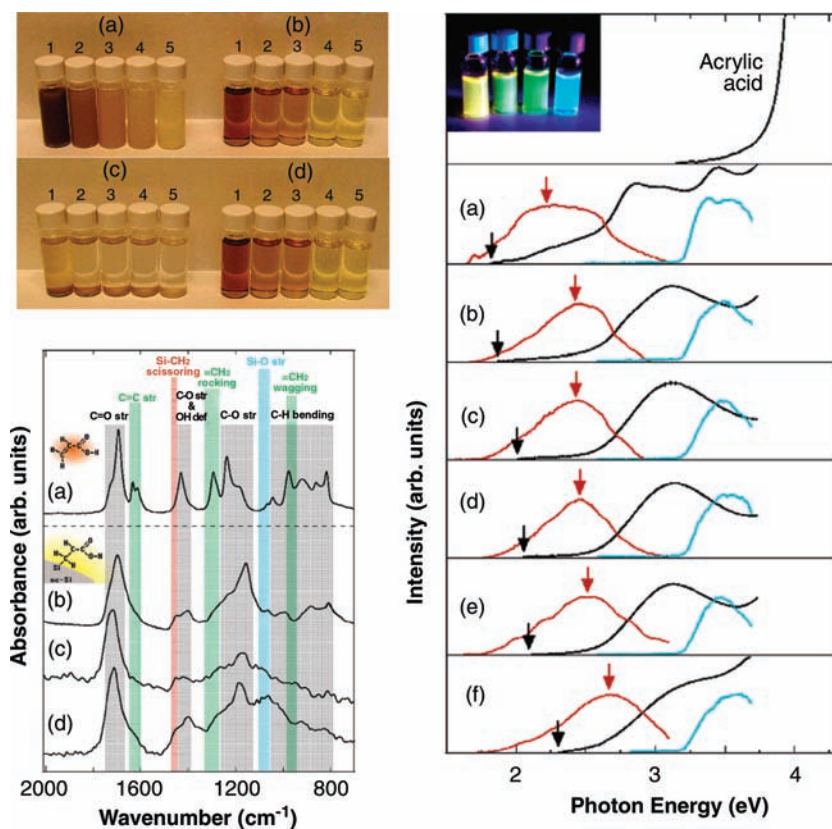 (a)
(b)
1 2 3 4 5
1 2 3 4 5
(c)
(d)
1 2 3 4 5
1 2 3 4 5
Absorbance (arb. units)
Si-CH2
scissoring
=CH2
rocking
Si-O str
C=C str
C-O str
&
OH def
=CH2
wagging
C=O str
C-O str
C-H bending
(a)
(b)
(c)
(d)
2000 1600 1200 800
Wavenumber (cm-1)
Acrylic
acid
Intensity (arb. units)
(a)
(b)
(c)
(d)
(e)
(f)
2 3 4
Photon Energy (eV)